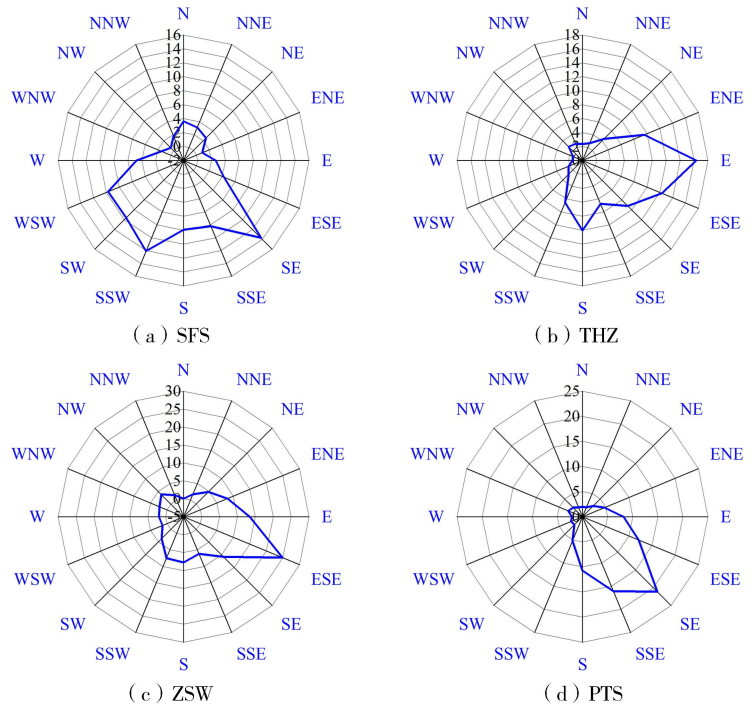 N
NNW
16
NNE
NW
14
NE
12
10
WNW
8
ENE
6
4
2
0
W
-2
E
WSW
ESE
SW
SE
SSW
SSE
S
(a) SFS
N
NNW
18
NNE
NW
16
NE
14
12
WNW
10
ENE
8
6
4
W
E
WSW
ESE
SW
SE
SSW
SSE
S
(b) THZ
N
NNW
30
NNE
NW
25
NE
20
15
WNW
10
ENE
5
0
W
-5
E
WSW
ESE
SW
SE
SSW
SSE
S
(c) ZSW
N
NNW
25
NNE
NW
20
NE
15
WNW
10
ENE
5
W
0
E
WSW
ESE
SW
SE
SSW
SSE
S
(d) PTS